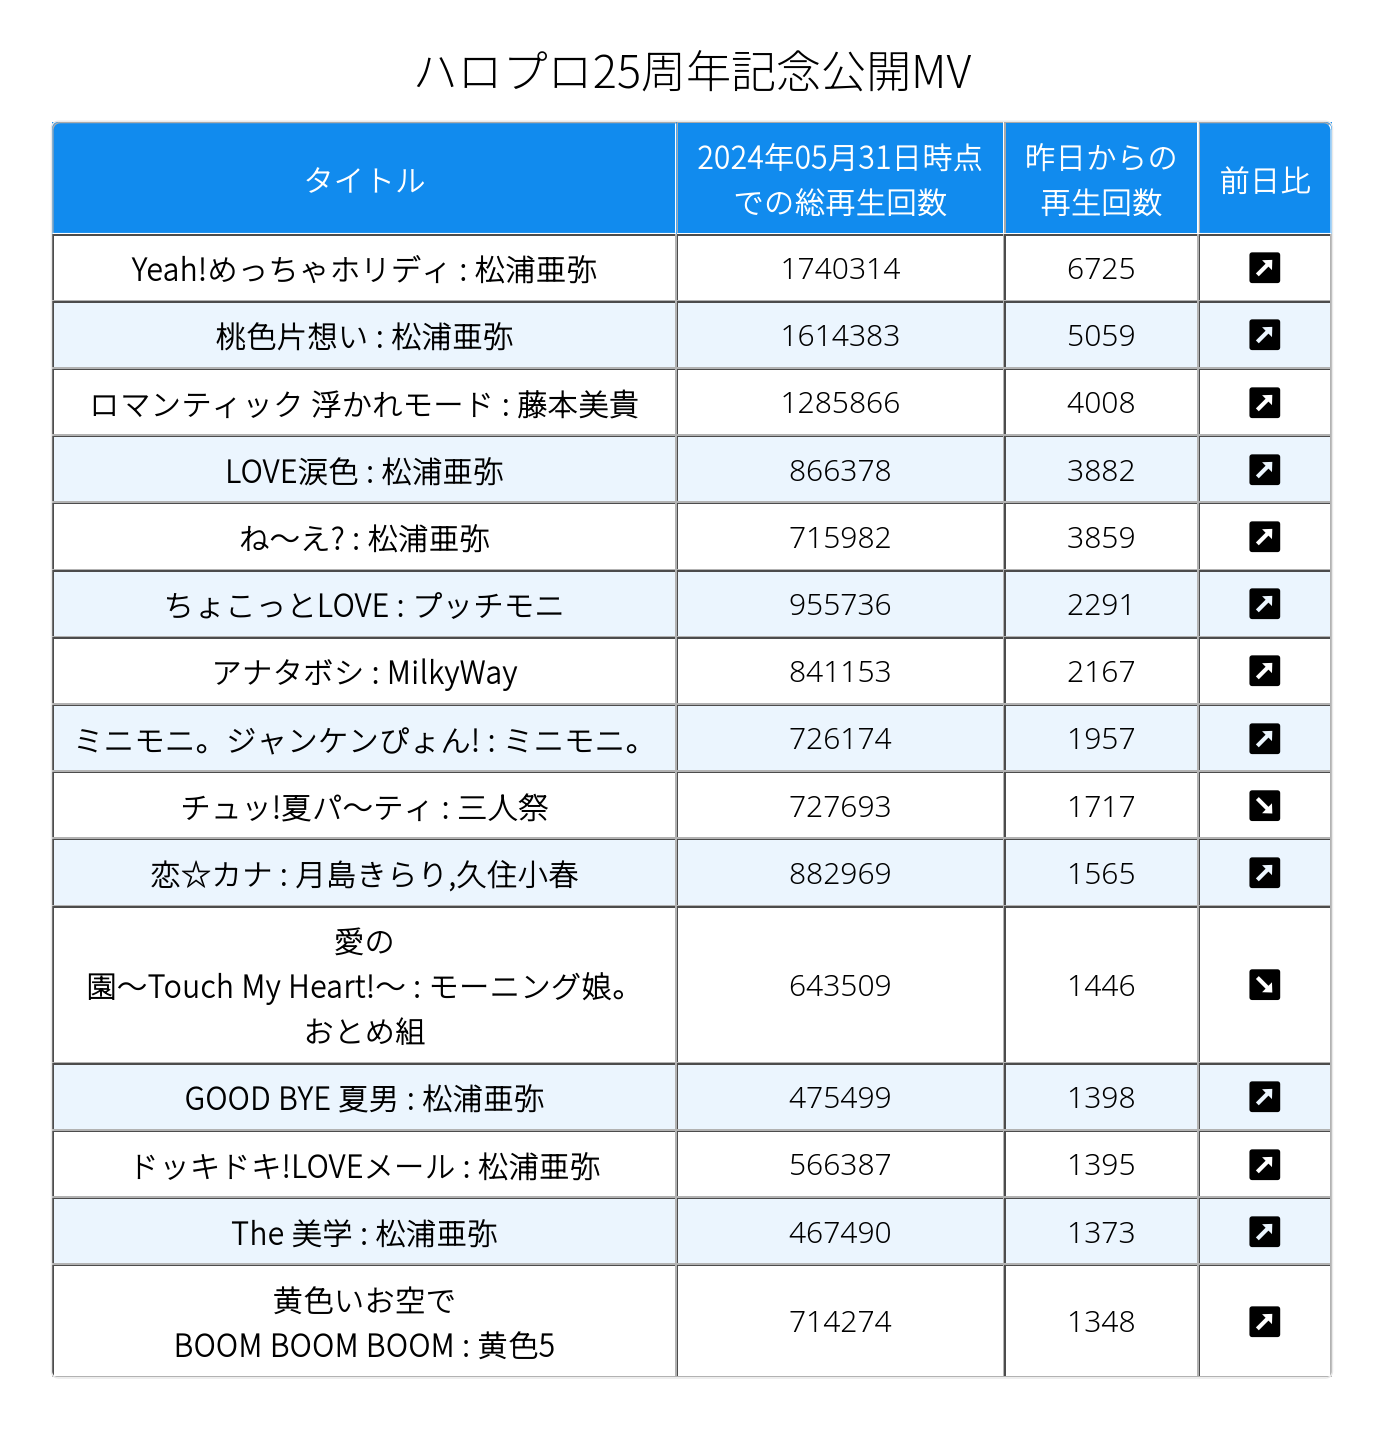 ハロプロ25周年記念公開MV
タイトル
2024年05月31日時点
での総再生回数
昨日からの
再生回数
前日比
Yeah!めっちゃホリディ : 松浦亜弥 1740314 6725
桃色片想い : 松浦亜弥 1614383 5059
ロマンティック 浮かれモード : 藤本美貴 1285866 4008
LOVE涙色 : 松浦亜弥 866378 3882
ね〜え? : 松浦亜弥 715982 3859
ちょこっとLOVE : プッチモニ 955736 2291
アナタボシ : MilkyWay 841153 2167
ミニモニ。ジャンケンぴょん! : ミニモニ。 726174 1957
チュッ!夏パ〜ティ : 三人祭 727693 1717
恋☆カナ : 月島きらり,久住小春 882969 1565
愛の
園〜Touch My Heart!〜 : モーニング娘。
おとめ組
643509 1446
GOOD BYE 夏男 : 松浦亜弥 475499 1398
ドッキドキ!LOVEメール : 松浦亜弥 566387 1395
The 美学 : 松浦亜弥 467490 1373
黄色いお空で
BOOM BOOM BOOM : 黄色5
714274 1348